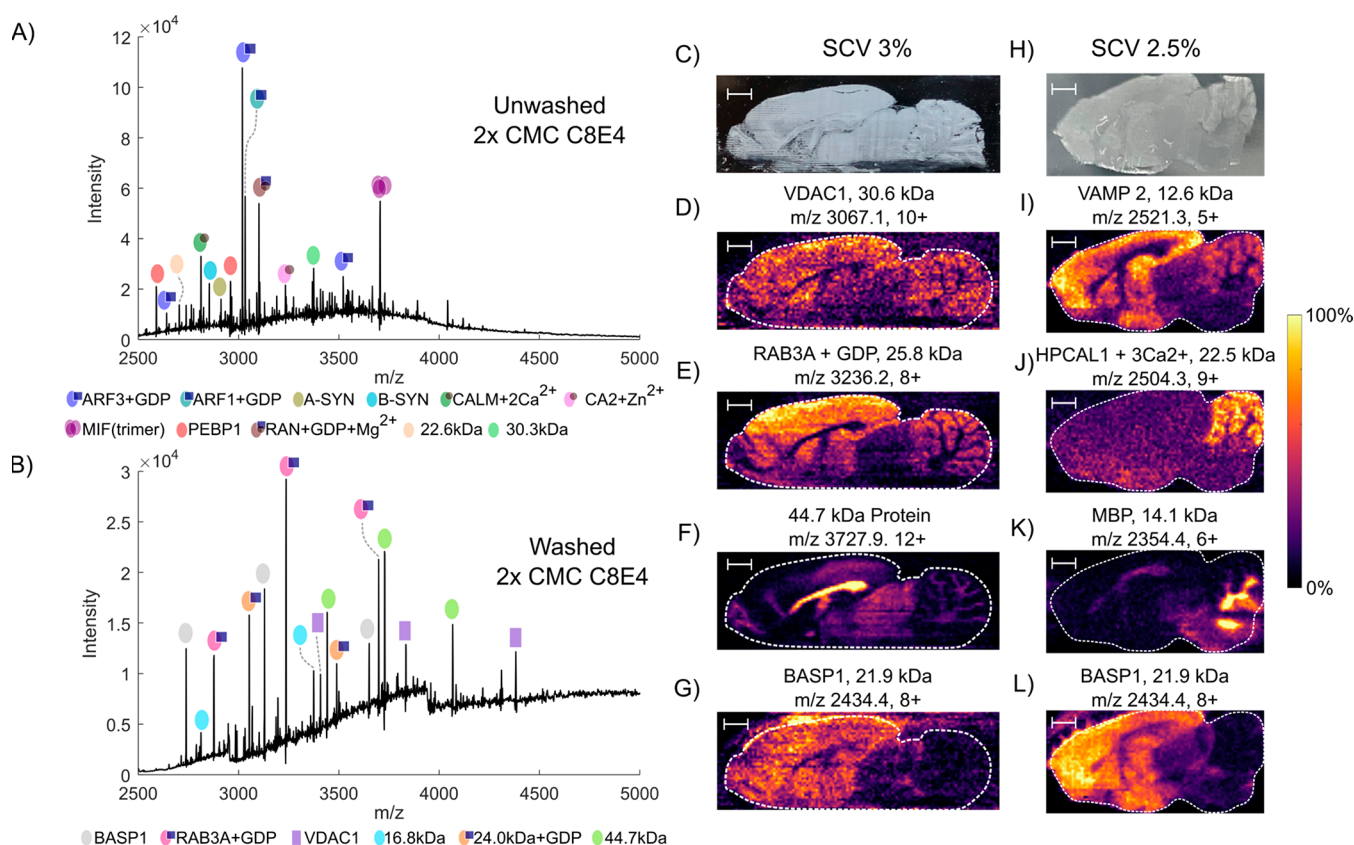 A)
×10⁴
12
10
8
6
4
2
0
Intensity
Unwashed
2x CMC C8E4
2500 3000 3500 4000 4500 5000
m/z
ARF3+GDP ARF1+GDP A-SYN B-SYN CALM+2Ca²⁺ CA2+Zn²⁺
MIF(trimer) PEBP1 RAN+GDP+Mg²⁺ 22.6kDa 30.3kDa
B)
×10⁴
3.5
3
2.5
2
1.5
0.5
0
Intensity
Washed
2x CMC C8E4
2500 3000 3500 4000 4500 5000
m/z
BASP1 RAB3A+GDP VDAC1 16.8kDa 24.0kDa+GDP 44.7kDa
C)
SCV 3%
D)
VDAC1, 30.6 kDa
m/z 3067.1, 10+
E)
RAB3A + GDP, 25.8 kDa
m/z 3236.2, 8+
F)
44.7 kDa Protein
m/z 3727.9. 12+
G)
BASP1, 21.9 kDa
m/z 2434.4, 8+
H)
SCV 2.5%
I)
VAMP 2, 12.6 kDa
m/z 2521.3, 5+
J)
HPCAL1 + 3Ca2+, 22.5 kDa
m/z 2504.3, 9+
K)
MBP, 14.1 kDa
m/z 2354.4, 6+
L)
BASP1, 21.9 kDa
m/z 2434.4, 8+
100%
0%